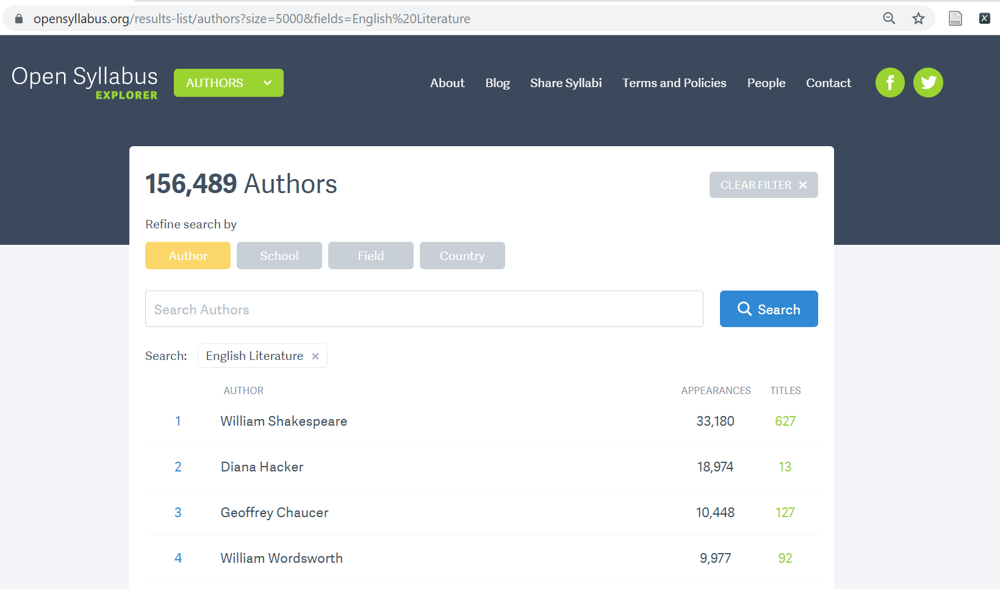 opensyllabus.org/results-list/authors?size=5000&fields=English%20Literature
X
Open Syllabus
EXPLORER
AUTHORS
About Blog Share Syllabi Terms and Policies People Contact
f
156,489 Authors
CLEAR FILTER ×
Refine search by
Author School Field Country
Search Authors
Search
Search: English Literature ×
AUTHOR APPEARANCES TITLES
1 William Shakespeare 33,180 627
2 Diana Hacker 18,974 13
3 Geoffrey Chaucer 10,448 127
4 William Wordsworth 9,977 92